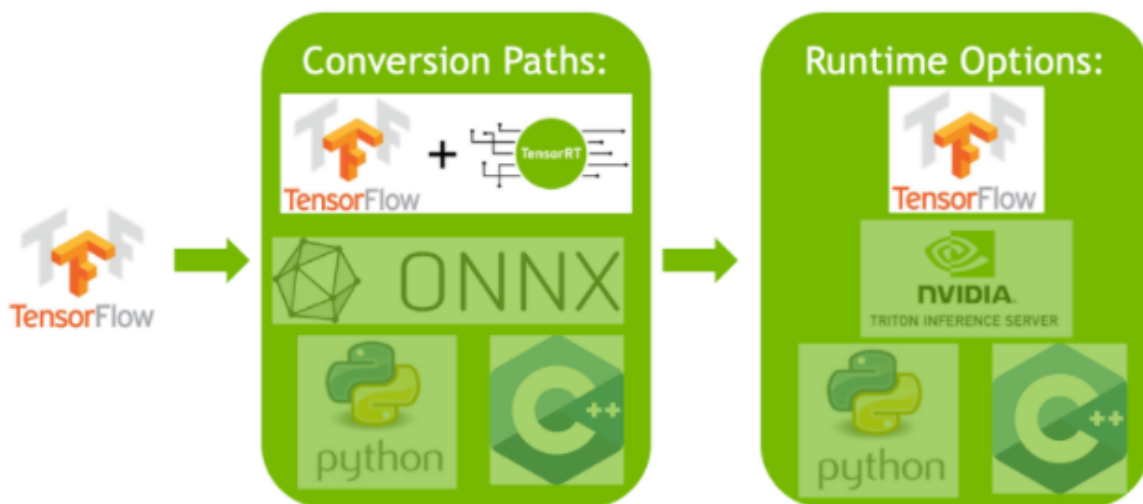 TensorFlow
Conversion Paths:
TensorFlow
+
TensorRT
ONNX
python
C++
Runtime Options:
TensorFlow
NVIDIA.
TRITON INFERENCE SERVER
python
C++